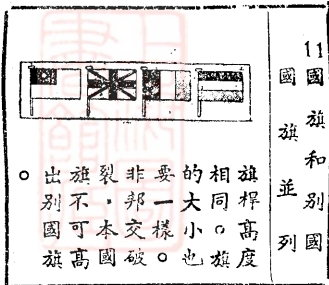 11國旗和別國
國旗並列
旗桿高度
相同。旗
的大小也
要一樣。
非邦交破
裂，本國
旗不可高
出別國旗
。